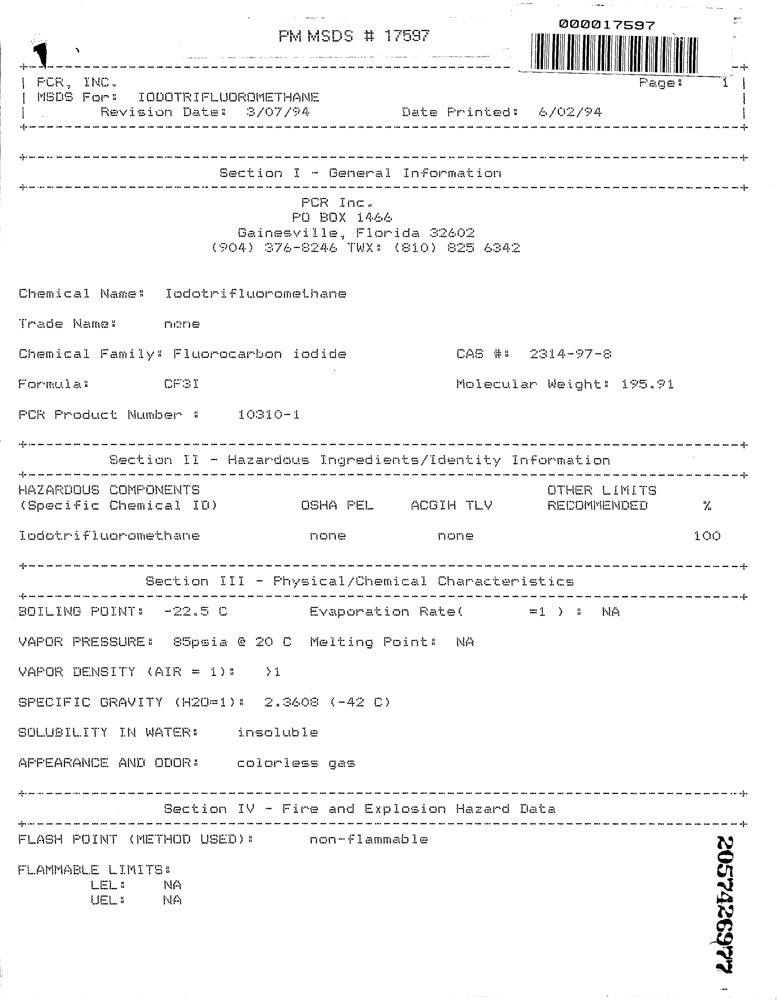 PM MSDS # 17597
000017597
1
PCR, INC. Page: 1
MSDS For: IODOTRIFLUOROMETHANE
Revision Date: 3/07/94 Date Printed: 6/02/94
Section I - General Information
PCR Inc.
PO BOX 1466
Gainesville, Florida 32602
(904) 376-8246 TWX: (810) 825 6342
Chemical Name: Iodotrifluoromethane
Trade Name: none
Chemical Family: Fluorocarbon iodide CAS #: 2314-97-8
Formula: CF3I Molecular Weight: 195.91
PCR Product Number : 10310-1
Section II - Hazardous Ingredients/Identity Information
HAZARDOUS COMPONENTS OTHER LIMITS
(Specific Chemical ID) OSHA PEL ACGIH TLV RECOMMENDED %
Iodotrifluoromethane none none 100
Section III - Physical/Chemical Characteristics
BOILING POINT: -22.5 C Evaporation Rate( =1 ) : NA
VAPOR PRESSURE: 85psia @ 20 C Melting Point: NA
VAPOR DENSITY (AIR = 1): >1
SPECIFIC GRAVITY (H2O=1): 2.3608 (-42 C)
SOLUBILITY IN WATER: insoluble
APPEARANCE AND ODOR: colorless gas
Section IV - Fire and Explosion Hazard Data
FLASH POINT (METHOD USED): non-flammable
FLAMMABLE LIMITS:
LEL: NA
UEL: NA
2057426977